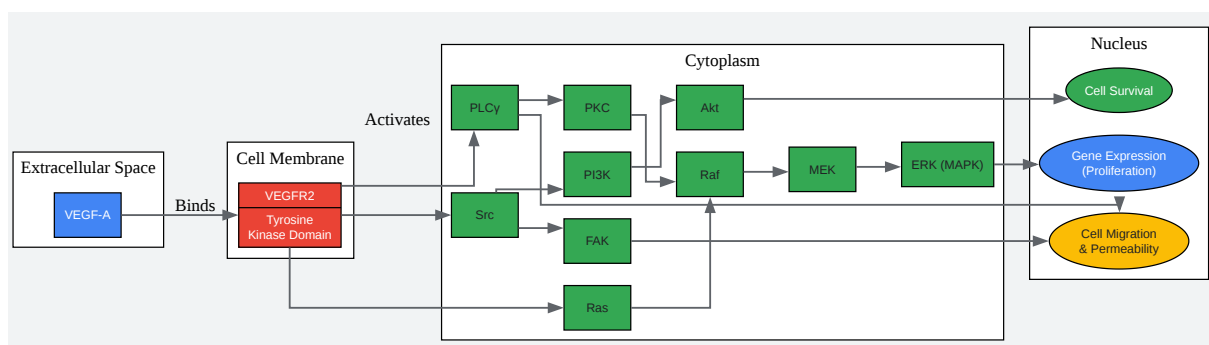 Extracellular Space
VEGF-A
Binds
Cell Membrane
VEGFR2
Tyrosine
Kinase Domain
Activates
Cytoplasm
PLCγ
PKC
Akt
PI3K
Raf
MEK
ERK (MAPK)
Src
FAK
Ras
Nucleus
Cell Survival
Gene Expression
(Proliferation)
Cell Migration
& Permeability